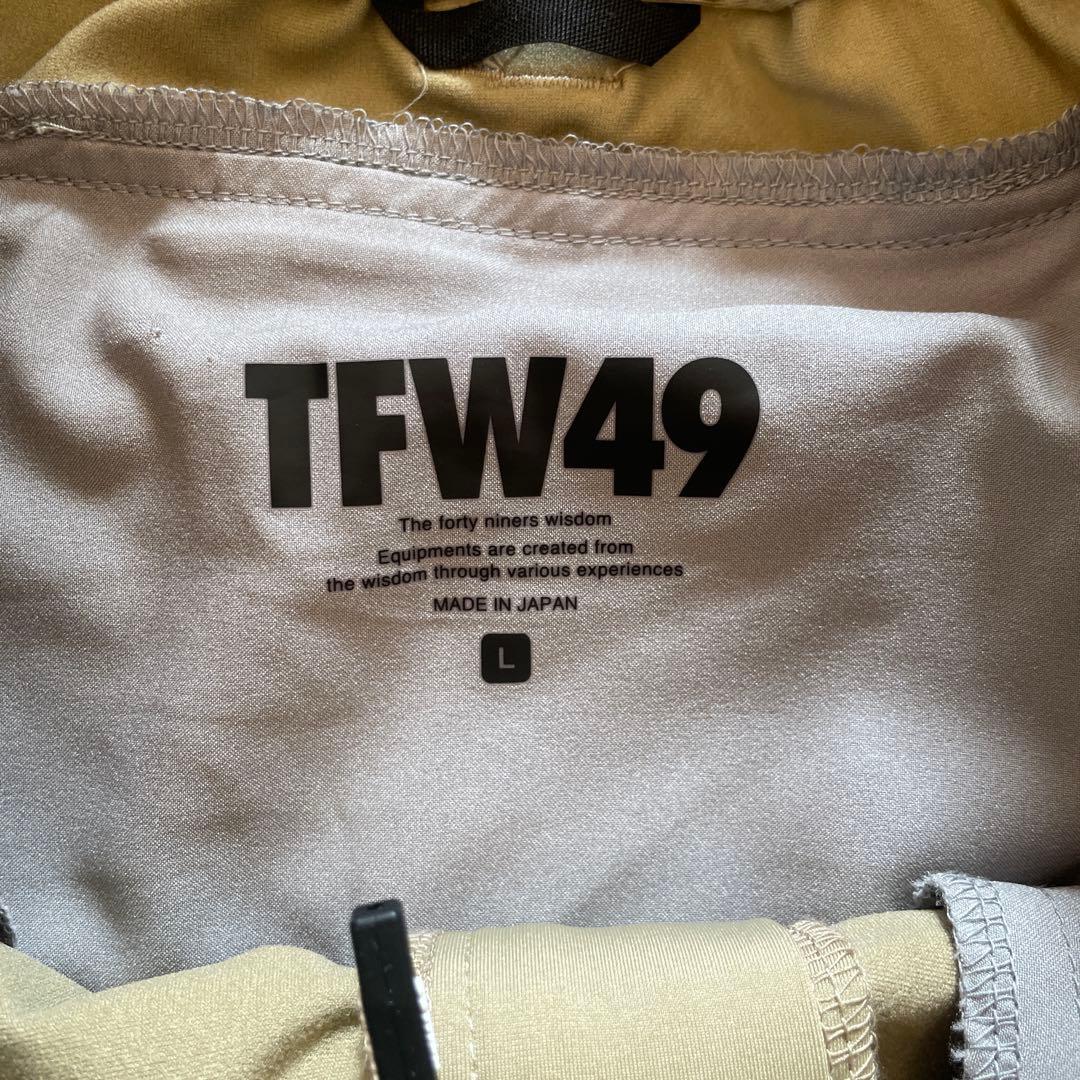 TFW49
The forty niners wisdom
Equipments are created from
the wisdom through various experiences
MADE IN JAPAN
L